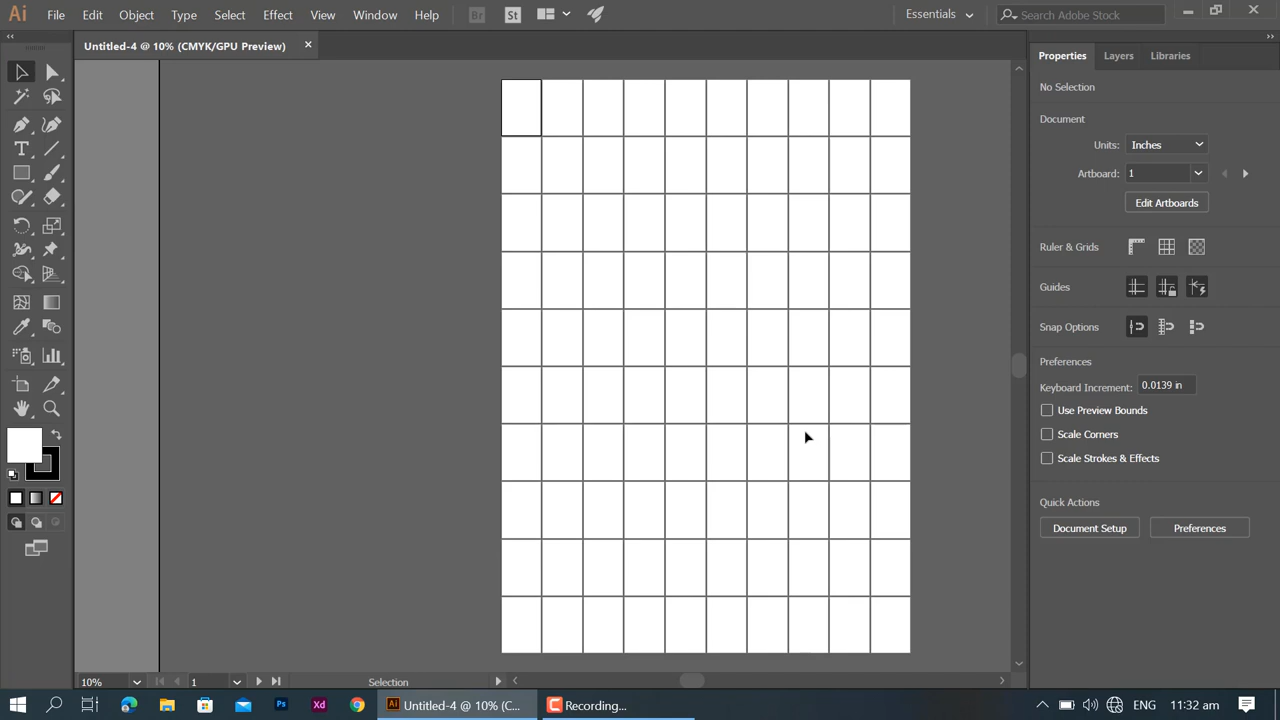 Ai File Edit Object Type Select Effect View Window Help Br St Essentials Search Adobe Stock
Untitled-4 @ 10% (CMYK/GPU Preview) ×
Properties Layers Libraries
No Selection
Document
Units: Inches
Artboard: 1
Edit Artboards
Ruler & Grids
Guides
Snap Options
Preferences
Keyboard Increment: 0.0139 in
Use Preview Bounds
Scale Corners
Scale Strokes & Effects
Quick Actions
Document Setup Preferences
10% 1 Selection
Ps Xd Ai Untitled-4 @ 10% (C... Recording... 11:32 am